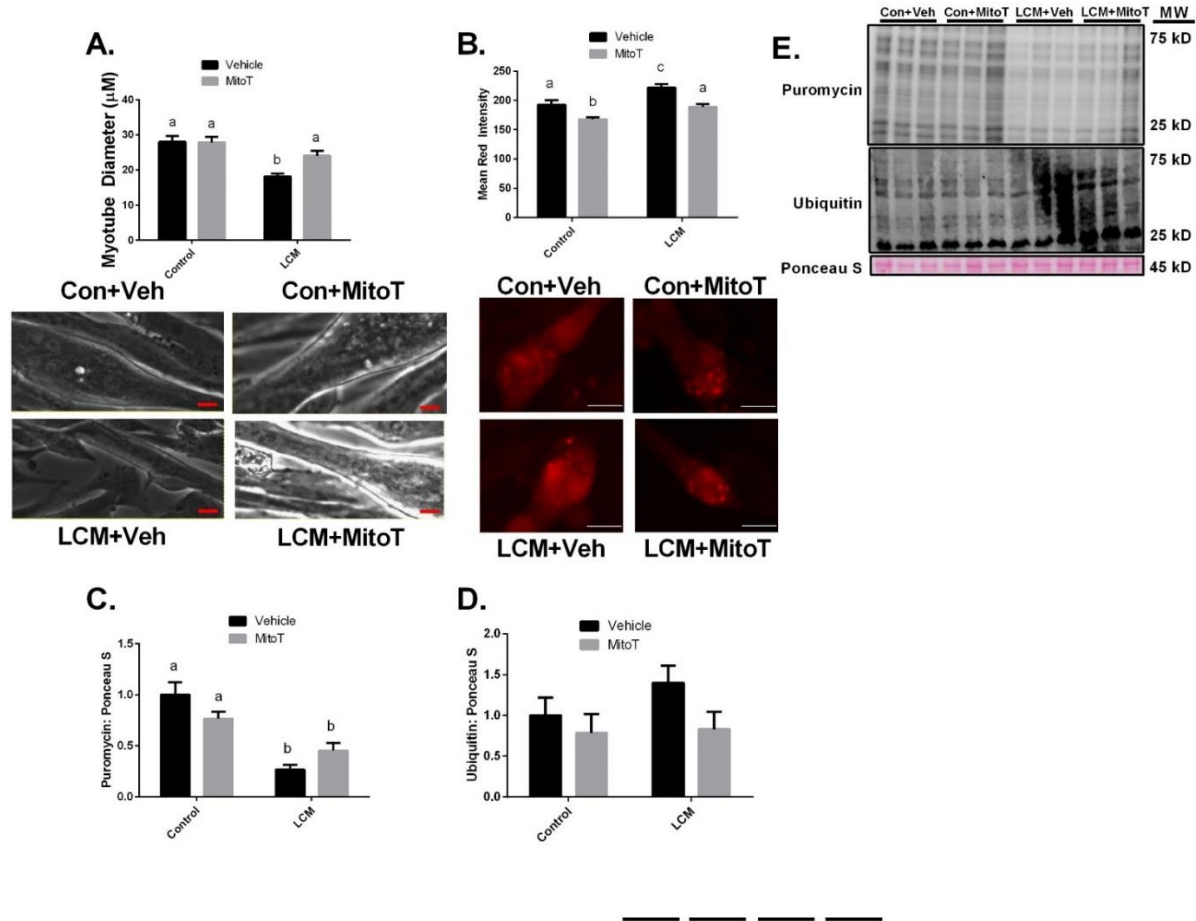 A.
Vehicle
MitoT
Myotube Diameter (μM)
40
30
20
10
0
a
a
b
a
Control
LCM
Con+Veh
Con+MitoT
LCM+Veh
LCM+MitoT
B.
Vehicle
MitoT
Mean Red Intensity
250
200
150
100
50
0
a
b
c
a
Control
LCM
Con+Veh
Con+MitoT
LCM+Veh
LCM+MitoT
E.
Con+Veh Con+MitoT LCM+Veh LCM+MitoT MW
Puromycin
75 kD
25 kD
Ubiquitin
75 kD
25 kD
Ponceau S
45 kD
C.
Vehicle
MitoT
Puromycin: Ponceau S
1.5
1.0
0.5
0.0
a
a
b
b
Control
LCM
D.
Vehicle
MitoT
Ubiquitin: Ponceau S
2.0
1.5
1.0
0.5
0.0
Control
LCM